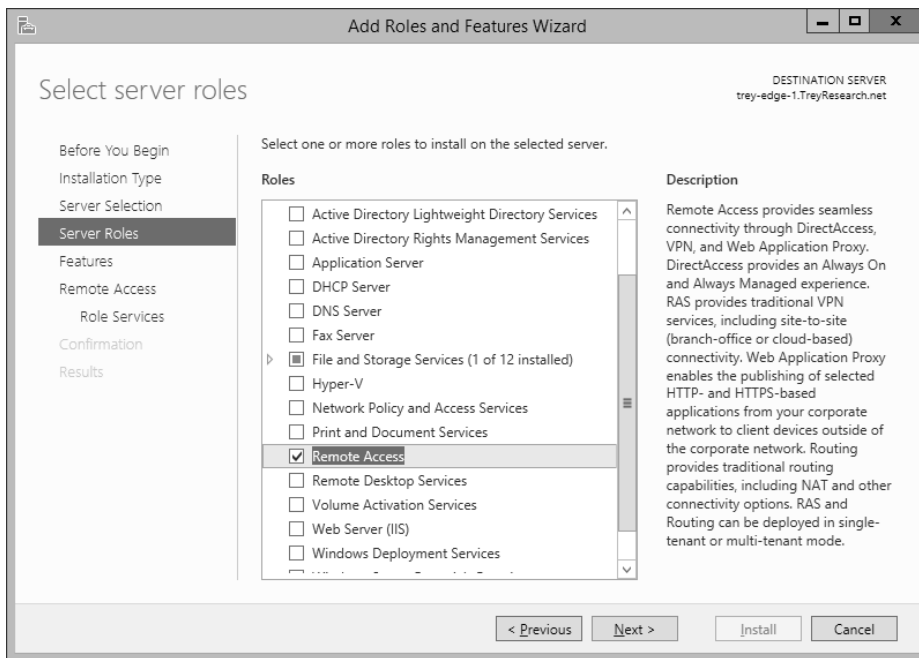 Add Roles and Features Wizard
Select server roles
DESTINATION SERVER
trey-edge-1.TreyResearch.net
Before You Begin
Installation Type
Server Selection
Server Roles
Features
Remote Access
Role Services
Confirmation
Results
Select one or more roles to install on the selected server.
Roles
Active Directory Lightweight Directory Services
Active Directory Rights Management Services
Application Server
DHCP Server
DNS Server
Fax Server
File and Storage Services (1 of 12 installed)
Hyper-V
Network Policy and Access Services
Print and Document Services
Remote Access
Remote Desktop Services
Volume Activation Services
Web Server (IIS)
Windows Deployment Services
Description
Remote Access provides seamless
connectivity through DirectAccess,
VPN, and Web Application Proxy.
DirectAccess provides an Always On
and Always Managed experience.
RAS provides traditional VPN
services, including site-to-site
(branch-office or cloud-based)
connectivity. Web Application Proxy
enables the publishing of selected
HTTP- and HTTPS-based
applications from your corporate
network to client devices outside of
the corporate network. Routing
provides traditional routing
capabilities, including NAT and other
connectivity options. RAS and
Routing can be deployed in single-
tenant or multi-tenant mode.
< Previous
Next >
Install
Cancel